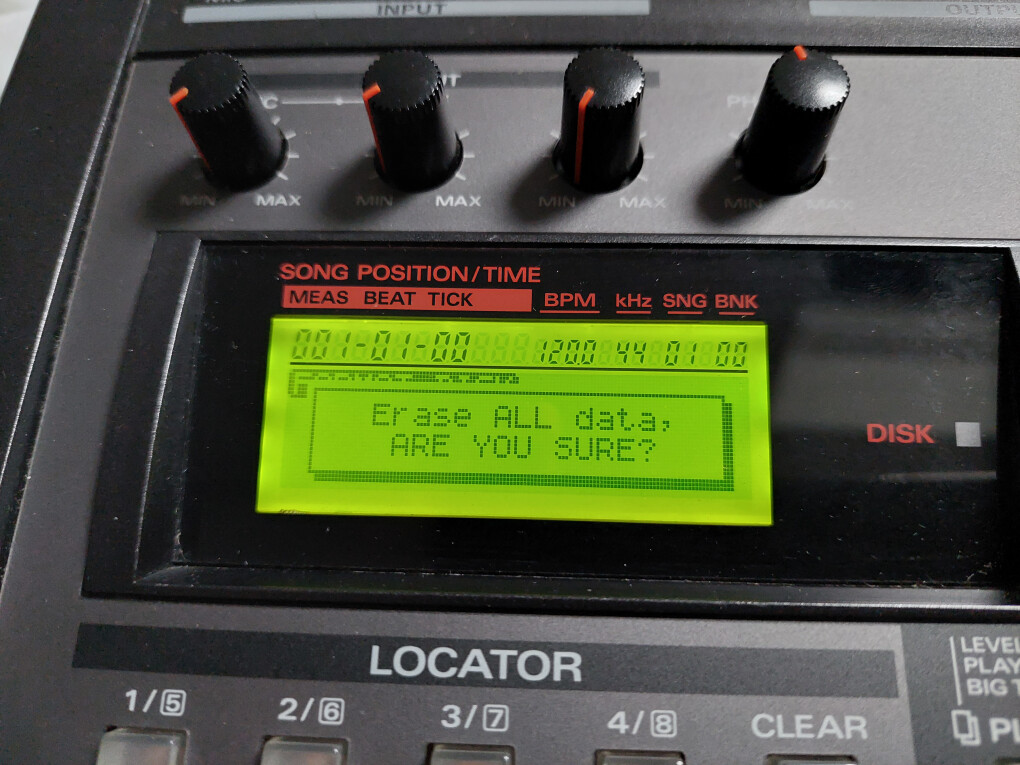 INPUT
MIN MAX MIN MAX MIN MAX MIN MAX
SONG POSITION/TIME
MEAS BEAT TICK BPM kHz SNG BNK
001-01-00 120.0 44 01 00
Erase ALL data,
ARE YOU SURE?
DISK
LOCATOR
1/5 2/6 3/7 4/8 CLEAR
LEVEL
PLAY
BIG T